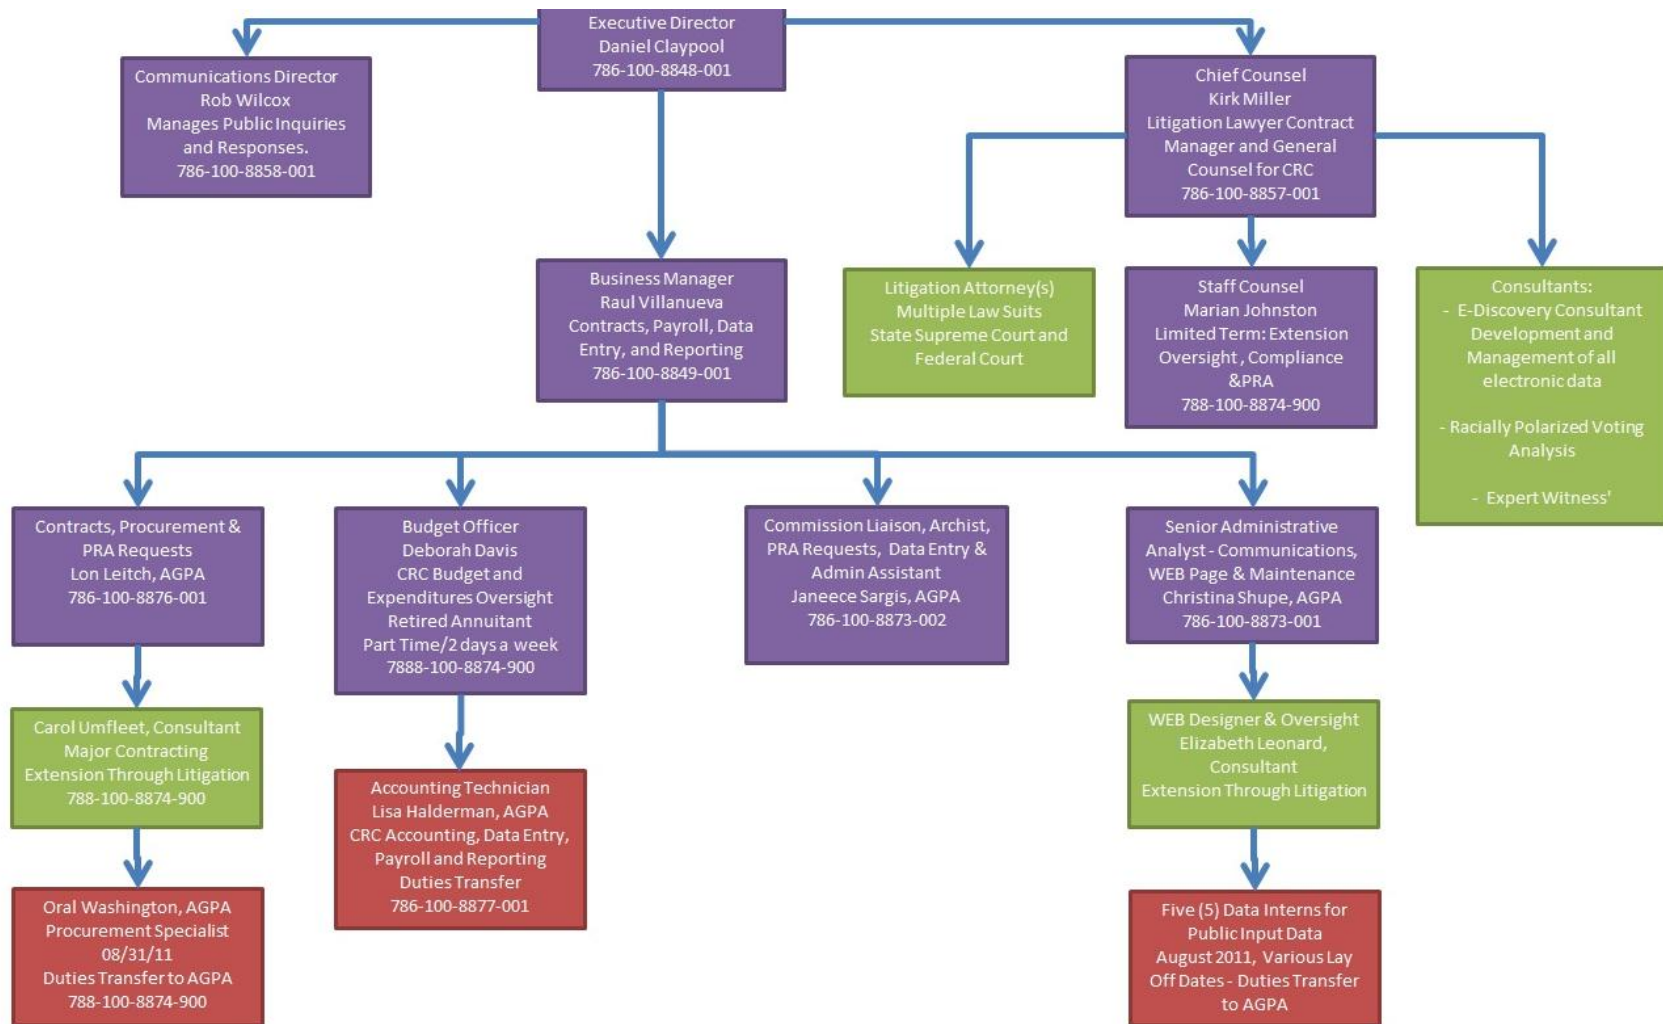 Executive Director
Daniel Claypool
786-100-8848-001
Communications Director
Rob Wilcox
Manages Public Inquiries
and Responses.
786-100-8858-001
Chief Counsel
Kirk Miller
Litigation Lawyer Contract
Manager and General
Counsel for CRC
786-100-8857-001
Business Manager
Raul Villanueva
Contracts, Payroll, Data
Entry, and Reporting
786-100-8849-001
Litigation Attorney(s)
Multiple Law Suits
State Supreme Court and
Federal Court
Staff Counsel
Marian Johnston
Limited Term: Extension
Oversight , Compliance
&PRA
788-100-8874-900
Consultants:
- E-Discovery Consultant
Development and
Management of all
electronic data
- Racially Polarized Voting
Analysis
- Expert Witness'
Contracts, Procurement &
PRA Requests
Lon Leitch, AGPA
786-100-8876-001
Budget Officer
Deborah Davis
CRC Budget and
Expenditures Oversight
Retired Annuitant
Part Time/2 days a week
7888-100-8874-900
Commission Liaison, Archist,
PRA Requests, Data Entry &
Admin Assistant
Janeece Sargis, AGPA
786-100-8873-002
Senior Administrative
Analyst - Communications,
WEB Page & Maintenance
Christina Shupe, AGPA
786-100-8873-001
Carol Umfleet, Consultant
Major Contracting
Extension Through Litigation
788-100-8874-900
Accounting Technician
Lisa Halderman, AGPA
CRC Accounting, Data Entry,
Payroll and Reporting
Duties Transfer
786-100-8877-001
WEB Designer & Oversight
Elizabeth Leonard,
Consultant
Extension Through Litigation
Oral Washington, AGPA
Procurement Specialist
08/31/11
Duties Transfer to AGPA
788-100-8874-900
Five (5) Data Interns for
Public Input Data
August 2011, Various Lay
Off Dates - Duties Transfer
to AGPA